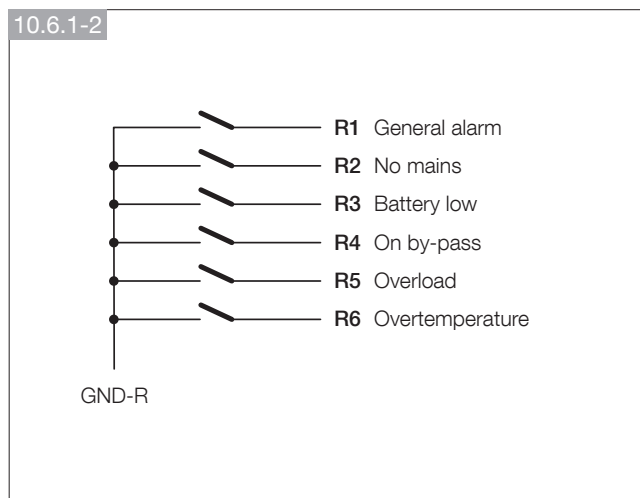 10.6.1-2
R1 General alarm
R2 No mains
R3 Battery low
R4 On by-pass
R5 Overload
R6 Overtemperature
GND-R